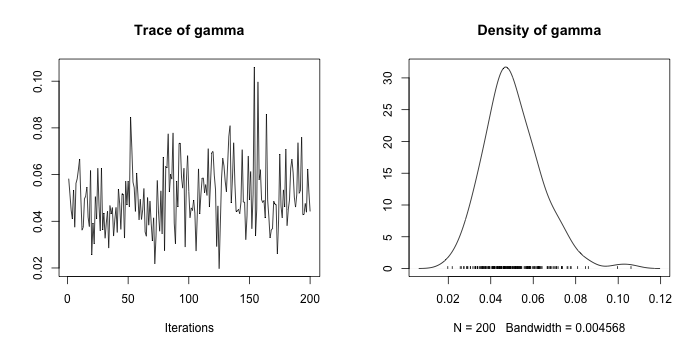 Trace of gamma
0.10
0.08
0.06
0.04
0.02
0 50 100 150 200
Iterations
Density of gamma
30
25
20
15
10
5
0
0.02 0.04 0.06 0.08 0.10 0.12
N = 200 Bandwidth = 0.004568